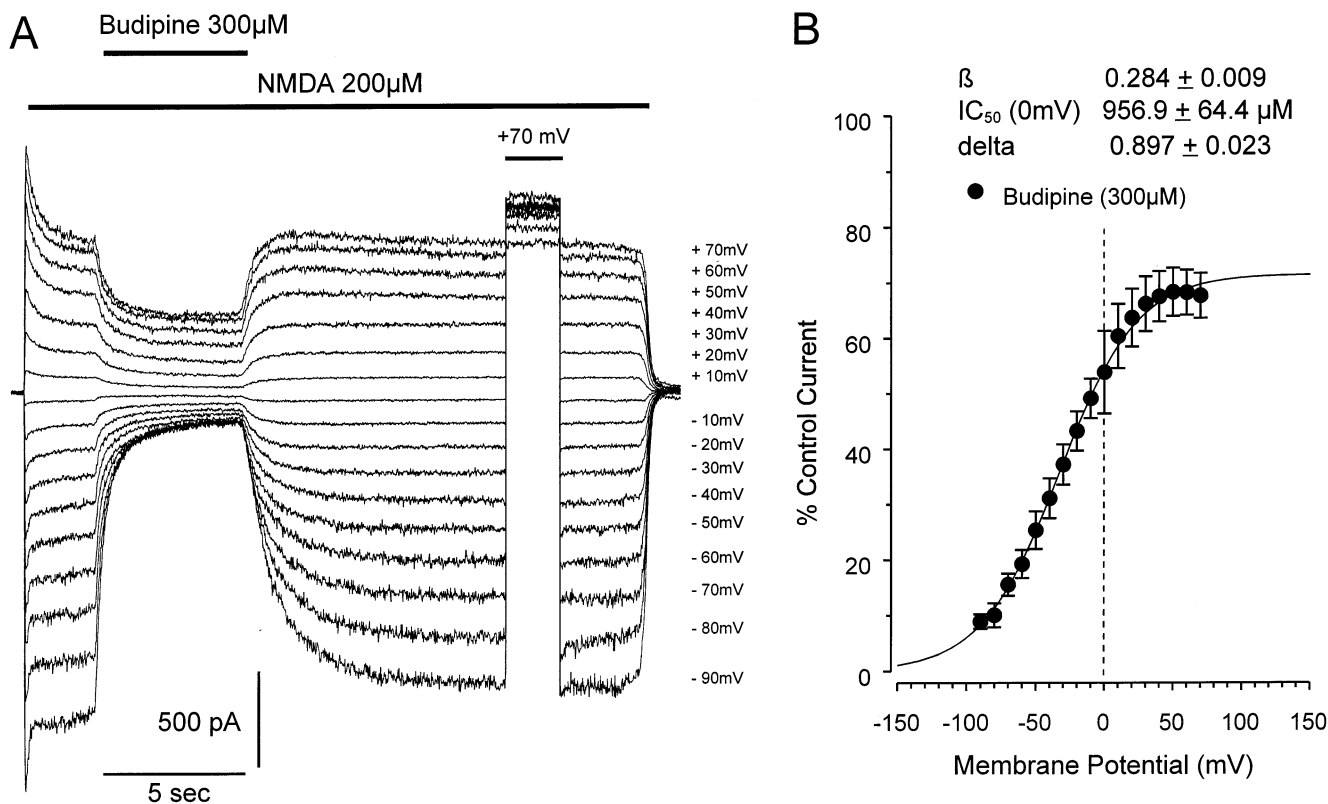 A
Budipine 300µM
NMDA 200µM
+70 mV
+ 70mV
+ 60mV
+ 50mV
+ 40mV
+ 30mV
+ 20mV
+ 10mV
- 10mV
- 20mV
- 30mV
- 40mV
- 50mV
- 60mV
- 70mV
- 80mV
- 90mV
500 pA
5 sec
B
ß 0.284 ± 0.009
IC₅₀ (0mV) 956.9 ± 64.4 µM
delta 0.897 ± 0.023
Budipine (300µM)
% Control Current
100
80
60
40
20
0
-150 -100 -50 0 50 100 150
Membrane Potential (mV)